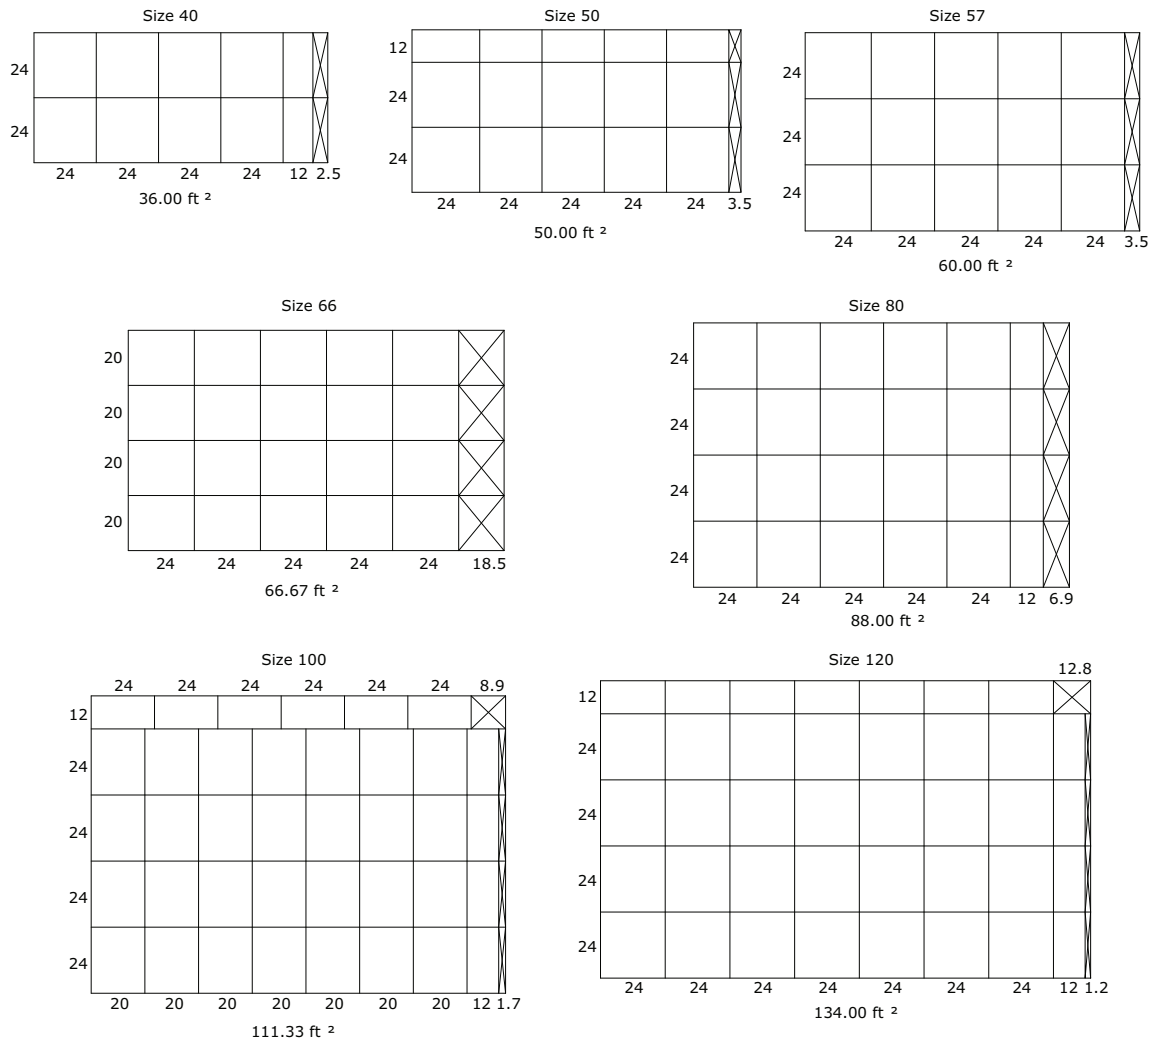 Size 40
24
24
24 24 24 24 12 2.5
36.00 ft ²
Size 50
12
24
24
24 24 24 24 24 3.5
50.00 ft ²
Size 57
24
24
24
24 24 24 24 24 3.5
60.00 ft ²
Size 66
20
20
20
20
24 24 24 24 24 18.5
66.67 ft ²
Size 80
24
24
24
24
24 24 24 24 24 12 6.9
88.00 ft ²
Size 100
24 24 24 24 24 24 8.9
12
24
24
24
24
20 20 20 20 20 20 20 12 1.7
111.33 ft ²
Size 120
12.8
12
24
24
24
24
24 24 24 24 24 24 24 12 1.2
134.00 ft ²